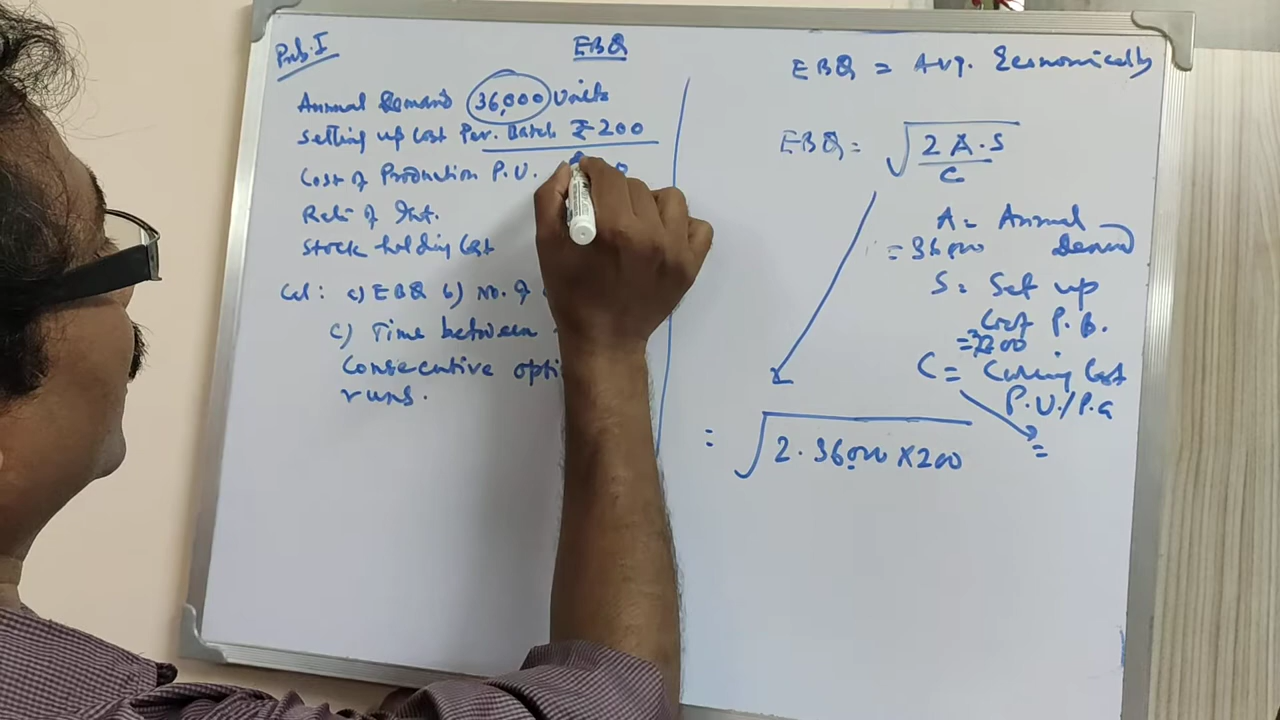 Prob. I
EBQ
Annual Demand 36,000 Units
Setting up Cost Per. Batch ₹ 200
Cost of Production P.U.
Rate of Int.
Stock holding Cost
Cal: a) EBQ b) No. of
c) Time between
Consecutive opti
runs.
EBQ = Avg. Economically
EBQ = √ 2 A.S
C
A = Annual
= 36000 demand
S = Set up
Cost P.B.
= 200
C = Carrying Cost
P.U./P.a
=
= √ 2. 36000 X 200